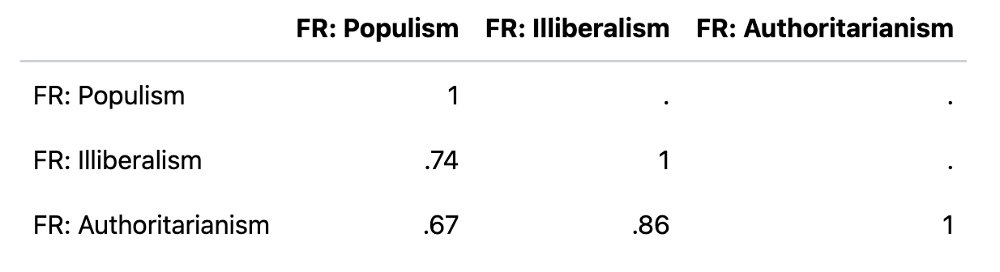 FR: Populism FR: Illiberalism FR: Authoritarianism
FR: Populism 1 . .
FR: Illiberalism .74 1 .
FR: Authoritarianism .67 .86 1